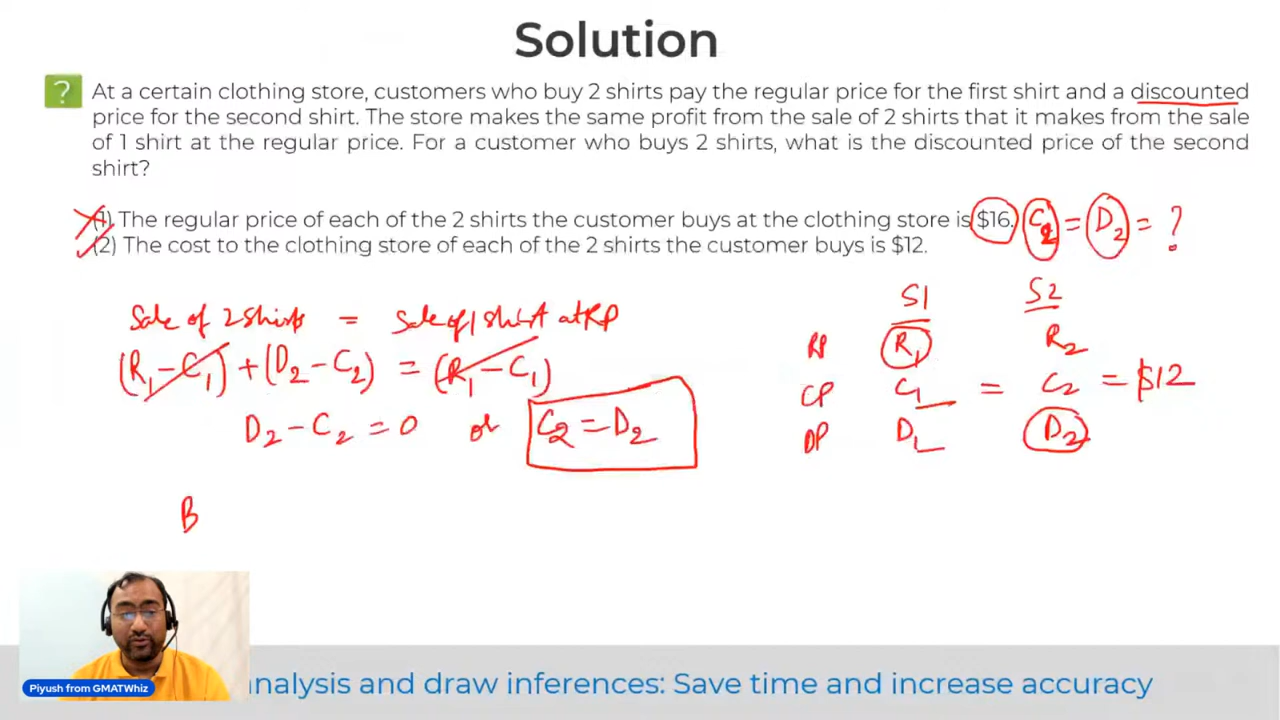 Solution
?
At a certain clothing store, customers who buy 2 shirts pay the regular price for the first shirt and a discounted
price for the second shirt. The store makes the same profit from the sale of 2 shirts that it makes from the sale
of 1 shirt at the regular price. For a customer who buys 2 shirts, what is the discounted price of the second
shirt?
(1) The regular price of each of the 2 shirts the customer buys at the clothing store is $16. C2 = D2 = ?
(2) The cost to the clothing store of each of the 2 shirts the customer buys is $12.
S1 S2
Sale of 2 shirts = Sale of 1 shirt at RP
RP R1 R2
(R1 - C1) + (D2 - C2) = (R1 - C1)
CP C1 = C2 = $12
D2 - C2 = 0 or C2 = D2
DP D1 D2
B
Piyush from GMATWhiz
nalysis and draw inferences: Save time and increase accuracy